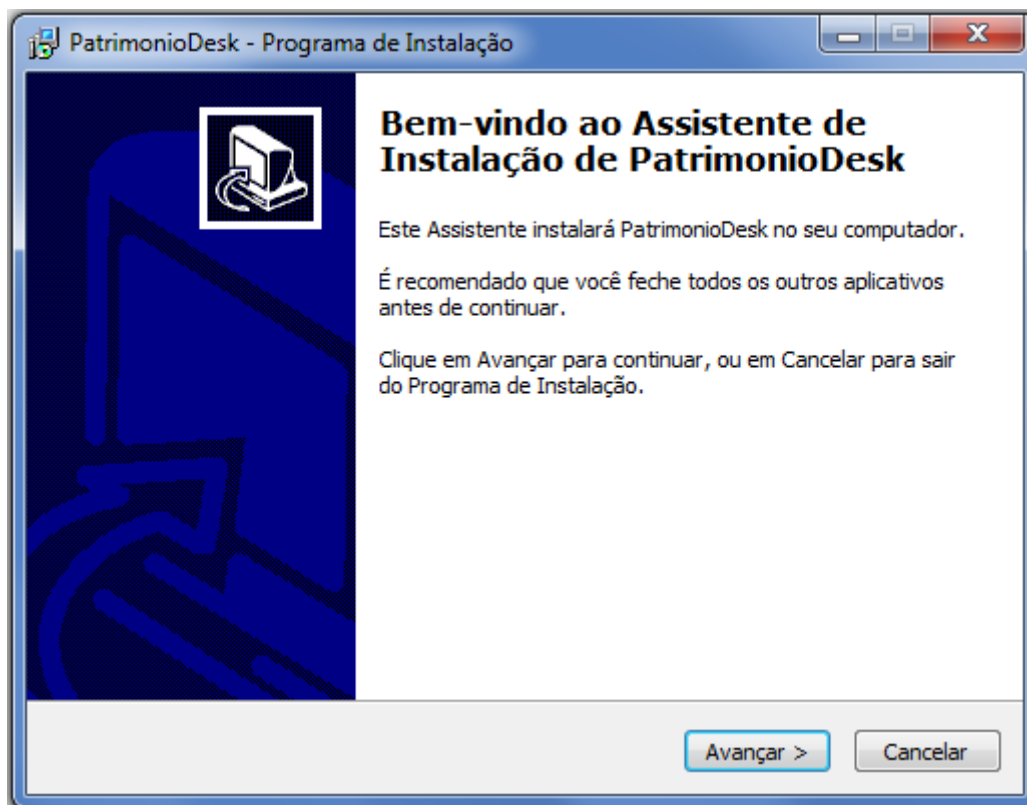 PatrimonioDesk - Programa de Instalação
Bem-vindo ao Assistente de
Instalação de PatrimonioDesk
Este Assistente instalará PatrimonioDesk no seu computador.
É recomendado que você feche todos os outros aplicativos
antes de continuar.
Clique em Avançar para continuar, ou em Cancelar para sair
do Programa de Instalação.
Avançar >
Cancelar